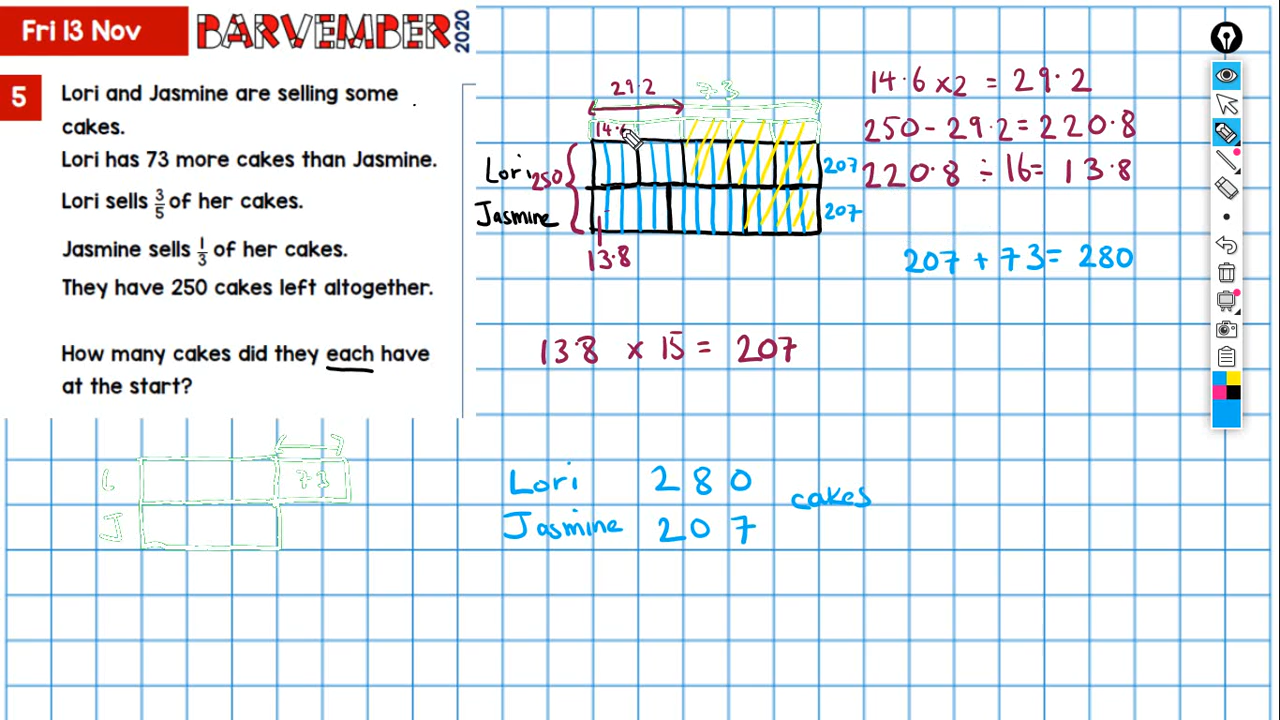 Fri 13 Nov
BARVEMBER 2020
5
Lori and Jasmine are selling some cakes.
Lori has 73 more cakes than Jasmine.
Lori sells 3/5 of her cakes.
Jasmine sells 1/3 of her cakes.
They have 250 cakes left altogether.
How many cakes did they each have
at the start?
29.2
73
14.6
Lori 250 207
Jasmine 207
13.8
14.6 x 2 = 29.2
250 - 29.2 = 220.8
220.8 ÷ 16 = 13.8
207 + 73 = 280
13.8 x 15 = 207
L 73
J
Lori 280
cakes
Jasmine 207